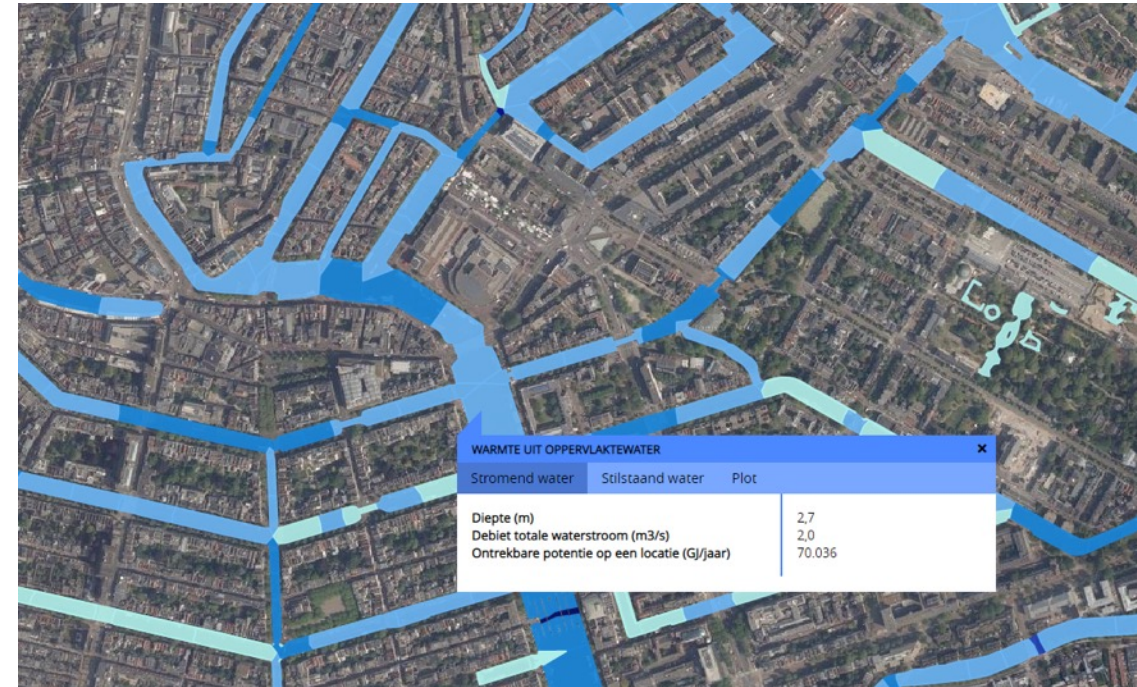 WARMTE UIT OPPERVLAKTEWATER ×
Stromend water Stilstaand water Plot
Diepte (m) 2,7
Debiet totale waterstroom (m3/s) 2,0
Ontrekbare potentie op een locatie (GJ/jaar) 70.036